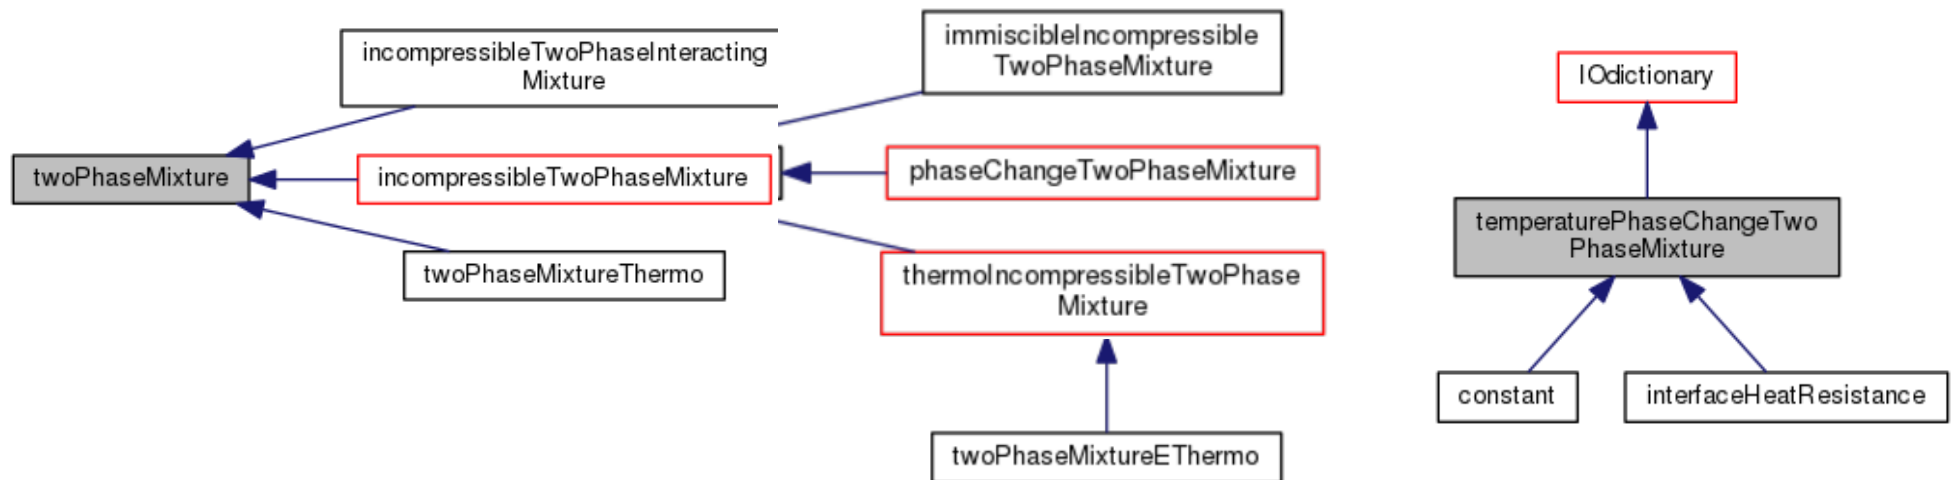 incompressibleTwoPhaseInteracting
Mixture
twoPhaseMixture
incompressibleTwoPhaseMixture
twoPhaseMixtureThermo
immiscibleIncompressible
TwoPhaseMixture
phaseChangeTwoPhaseMixture
thermoIncompressibleTwoPhase
Mixture
twoPhaseMixtureEThermo
IOdictionary
temperaturePhaseChangeTwo
PhaseMixture
constant
interfaceHeatResistance